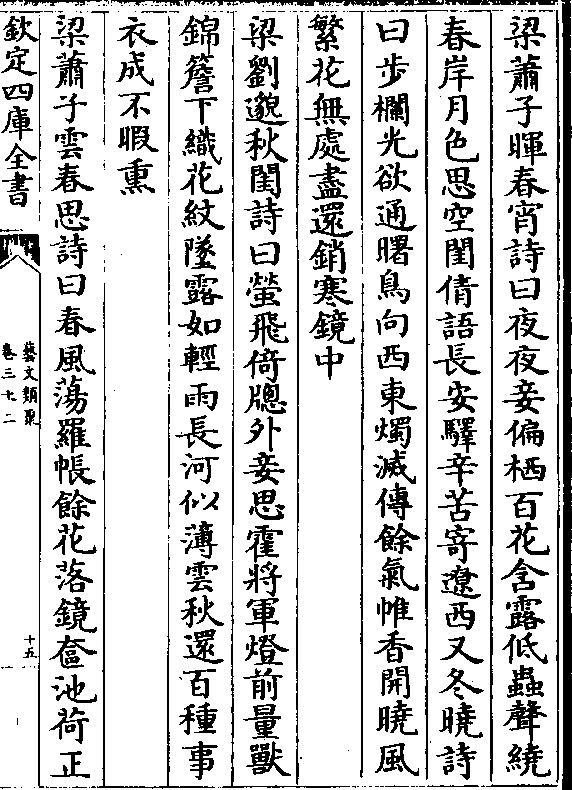 梁蕭子暉春宵詩曰夜夜妾偏栖百花含露低蟲聲繞
春岸月色思空閨倩語長安驛辛苦寄遼西又冬曉詩
曰步欄光欲通曙鳥向西東燭滅傳餘氣帷香開曉風
繁花無處盡還銷寒鏡中
梁劉邈秋閨詩曰螢飛倚牕外妾思霍將軍燈前量獸
錦簷下織花紋墜露如輕雨長河似薄雲秋還百種事
衣成不暇熏
梁蕭子雲春思詩曰春風蕩羅帳餘花落鏡奩池荷正
欽定四庫全書
藝文類聚
卷三十二
十五